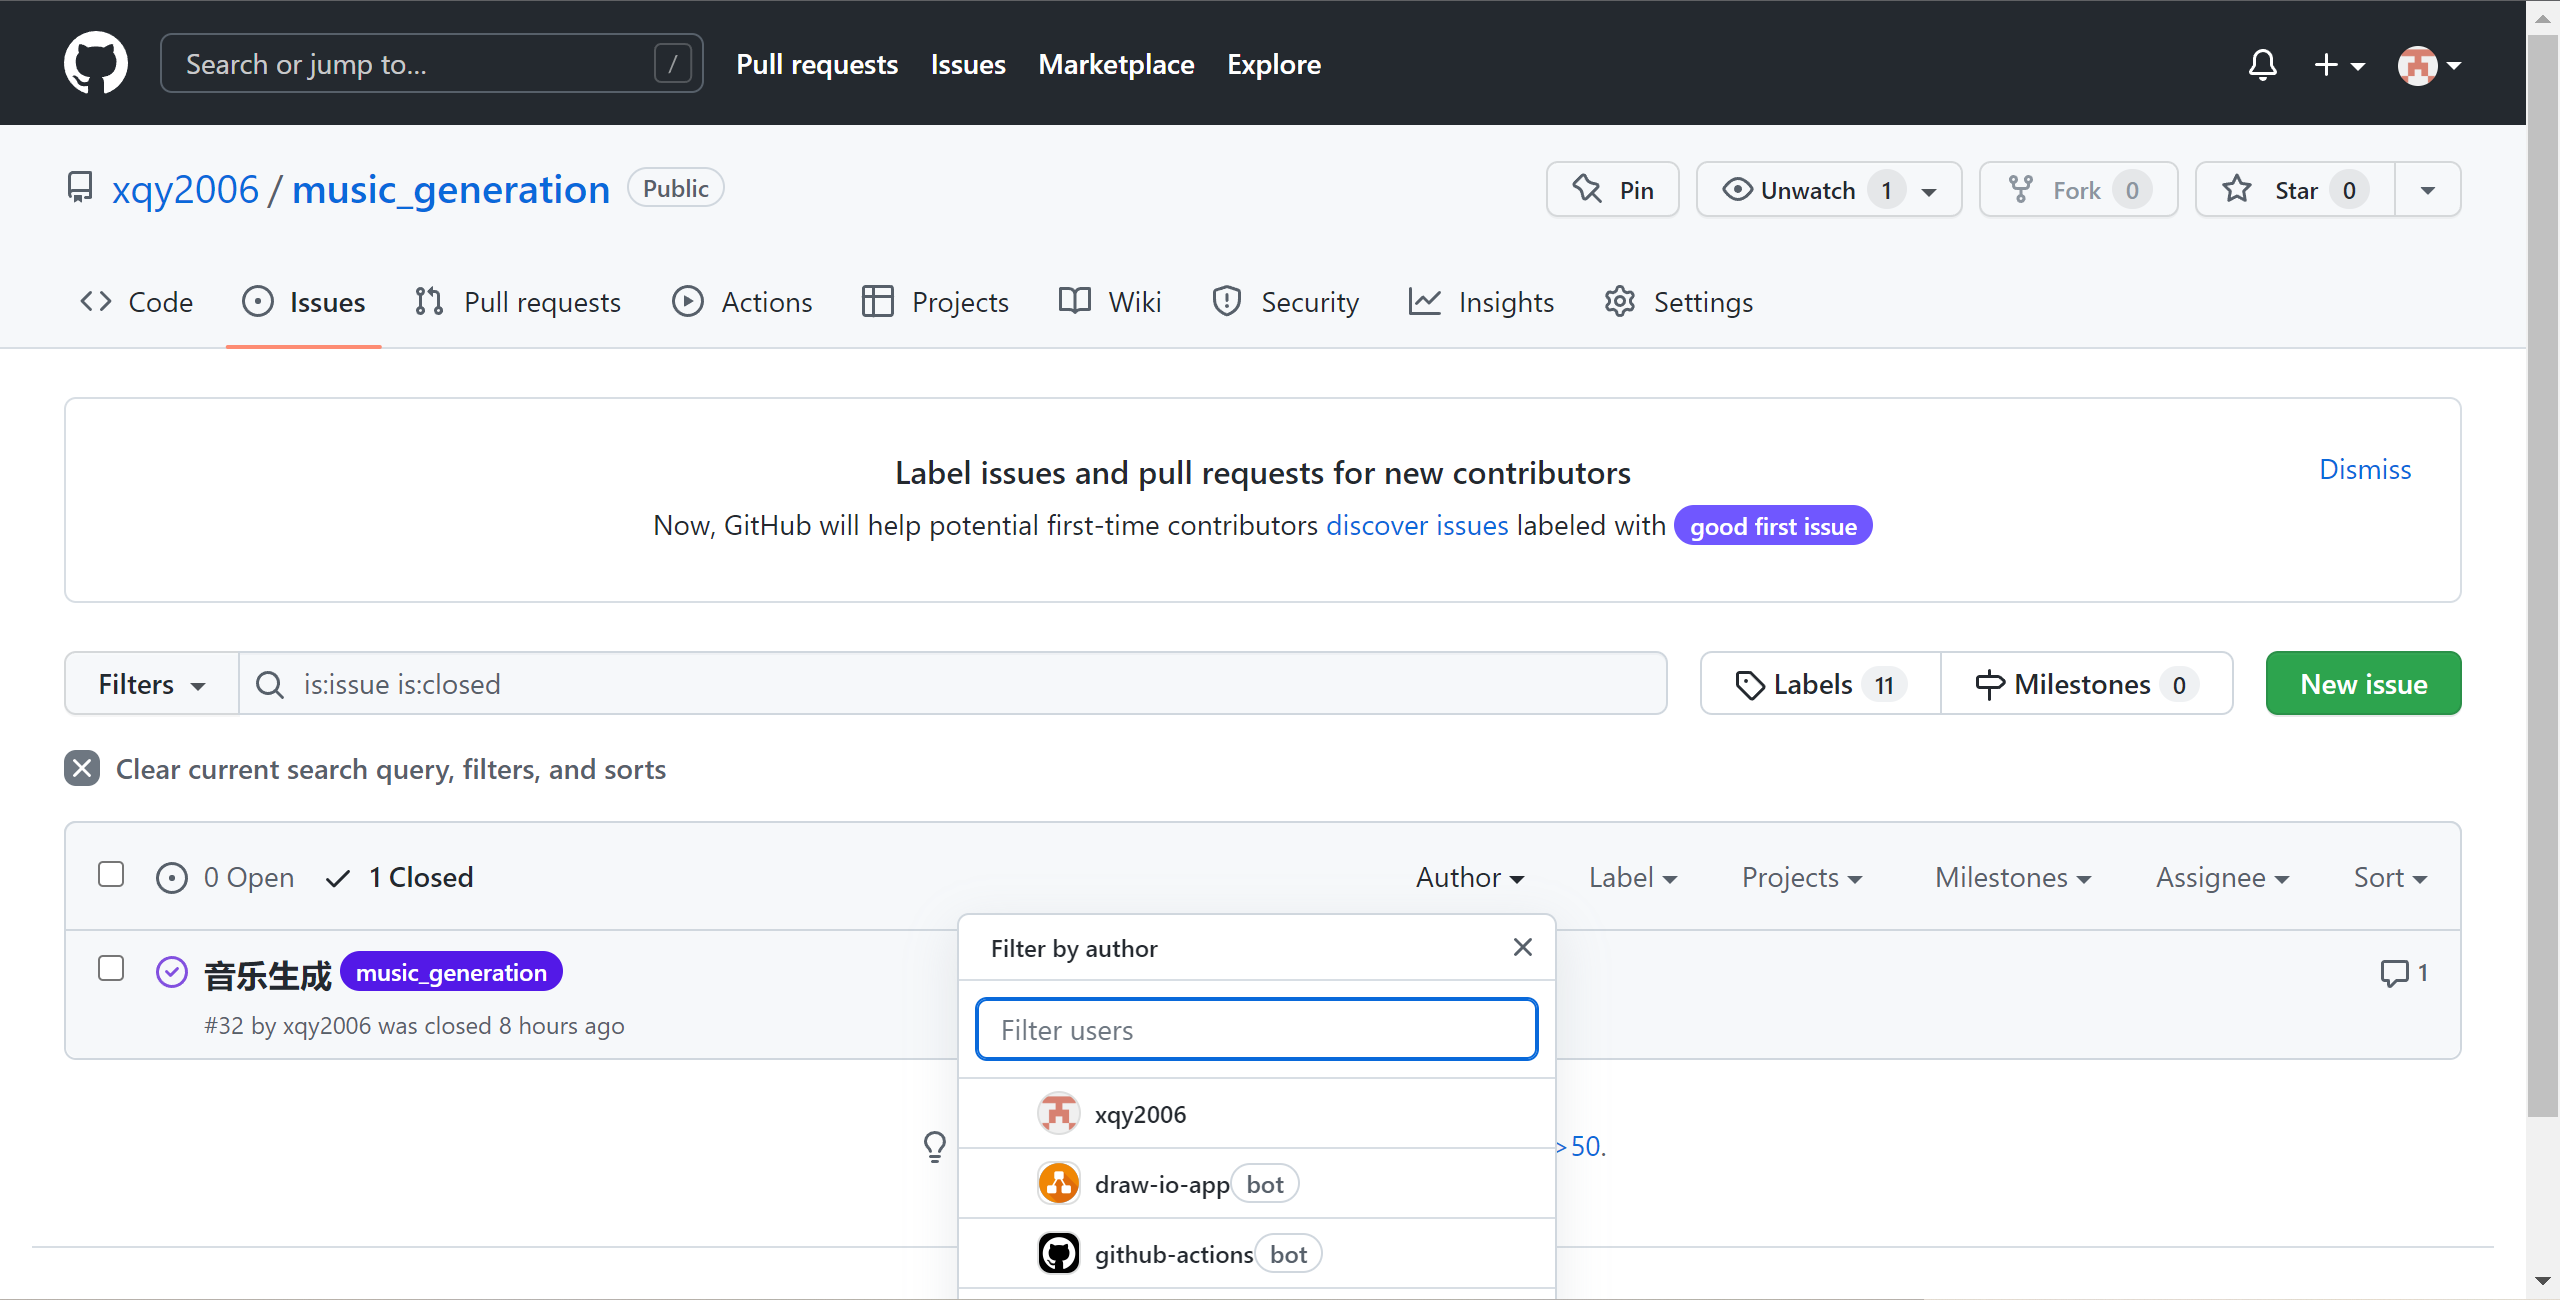 Search or jump to... /
Pull requests Issues Marketplace Explore
xqy2006 / music_generation Public
Pin Unwatch 1 Fork 0 Star 0
Code Issues Pull requests Actions Projects Wiki Security Insights Settings
Label issues and pull requests for new contributors
Dismiss
Now, GitHub will help potential first-time contributors discover issues labeled with good first issue
Filters is:issue is:closed Labels 11 Milestones 0 New issue
Clear current search query, filters, and sorts
0 Open 1 Closed Author Label Projects Milestones Assignee Sort
Filter by author
音乐生成 music_generation 1
#32 by xqy2006 was closed 8 hours ago
Filter users
xqy2006
>50.
draw-io-app bot
github-actions bot